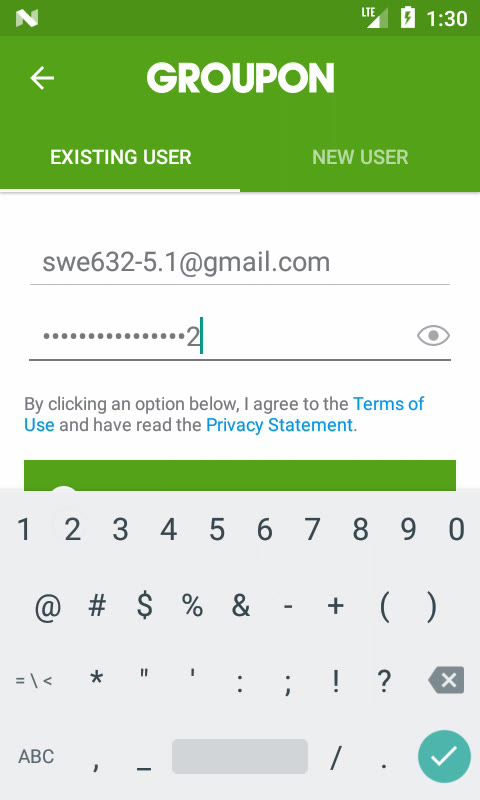 LTE 1:30
GROUPON
EXISTING USER NEW USER
swe632-5.1@gmail.com
••••••••••••••••2
By clicking an option below, I agree to the Terms of
Use and have read the Privacy Statement.
1 2 3 4 5 6 7 8 9 0
@ # $ % & - + ( )
= \ < * " ' : ; ! ?
ABC , _ / .